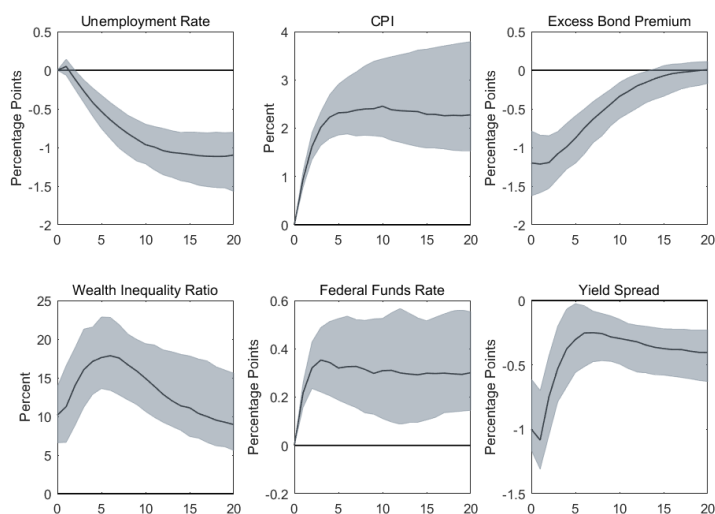 Unemployment Rate
Percentage Points
0.5
0
-0.5
-1
-1.5
-2
0 5 10 15 20
CPI
Percent
4
3
2
1
0
0 5 10 15 20
Excess Bond Premium
Percentage Points
0.5
0
-0.5
-1
-1.5
-2
0 5 10 15 20
Wealth Inequality Ratio
Percent
25
20
15
10
5
0
0 5 10 15 20
Federal Funds Rate
Percentage Points
0.6
0.4
0.2
0
-0.2
0 5 10 15 20
Yield Spread
Percentage Points
0
-0.5
-1
-1.5
0 5 10 15 20